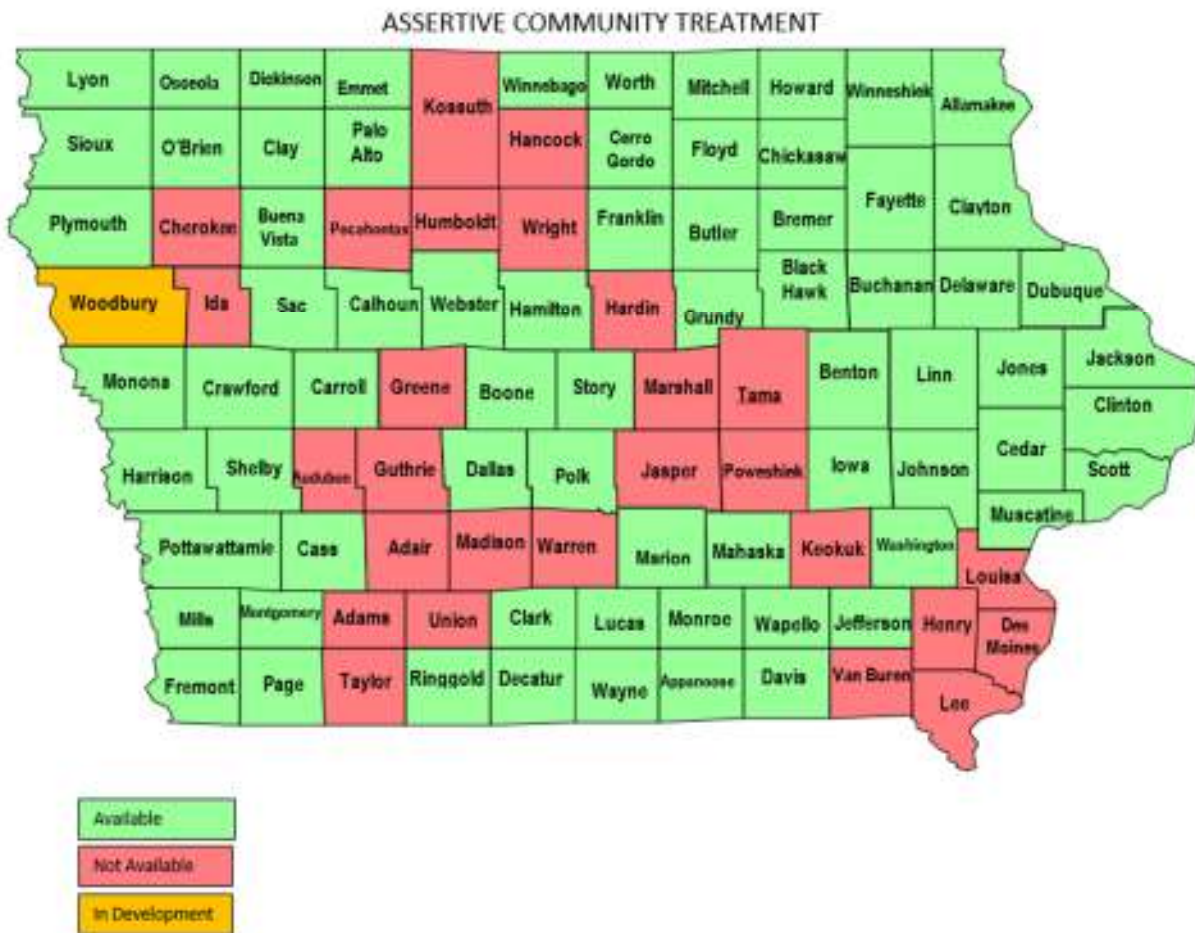 ASSERTIVE COMMUNITY TREATMENT
Lyon
Osceola
Dickinson
Emmet
Kossuth
Winnebago
Worth
Mitchell
Howard
Winneshiek
Allamakee
Sioux
O'Brien
Clay
Palo
Alto
Hancock
Cerro
Gordo
Floyd
Chickasaw
Fayette
Clayton
Plymouth
Cherokee
Buena
Vista
Pocahontas
Humboldt
Wright
Franklin
Butler
Bremer
Woodbury
Ida
Sac
Calhoun
Webster
Hamilton
Hardin
Grundy
Black
Hawk
Buchanan
Delaware
Dubuque
Monona
Crawford
Carroll
Greene
Boone
Story
Marshall
Tama
Benton
Linn
Jones
Jackson
Clinton
Harrison
Shelby
Audubon
Guthrie
Dallas
Polk
Jasper
Poweshiek
Iowa
Johnson
Cedar
Scott
Muscatine
Pottawattamie
Cass
Adair
Madison
Warren
Marion
Mahaska
Keokuk
Washington
Louisa
Mills
Montgomery
Adams
Union
Clark
Lucas
Monroe
Wapello
Jefferson
Henry
Des
Moines
Fremont
Page
Taylor
Ringgold
Decatur
Wayne
Appanoose
Davis
Van Buren
Lee
Available
Not Available
In Development